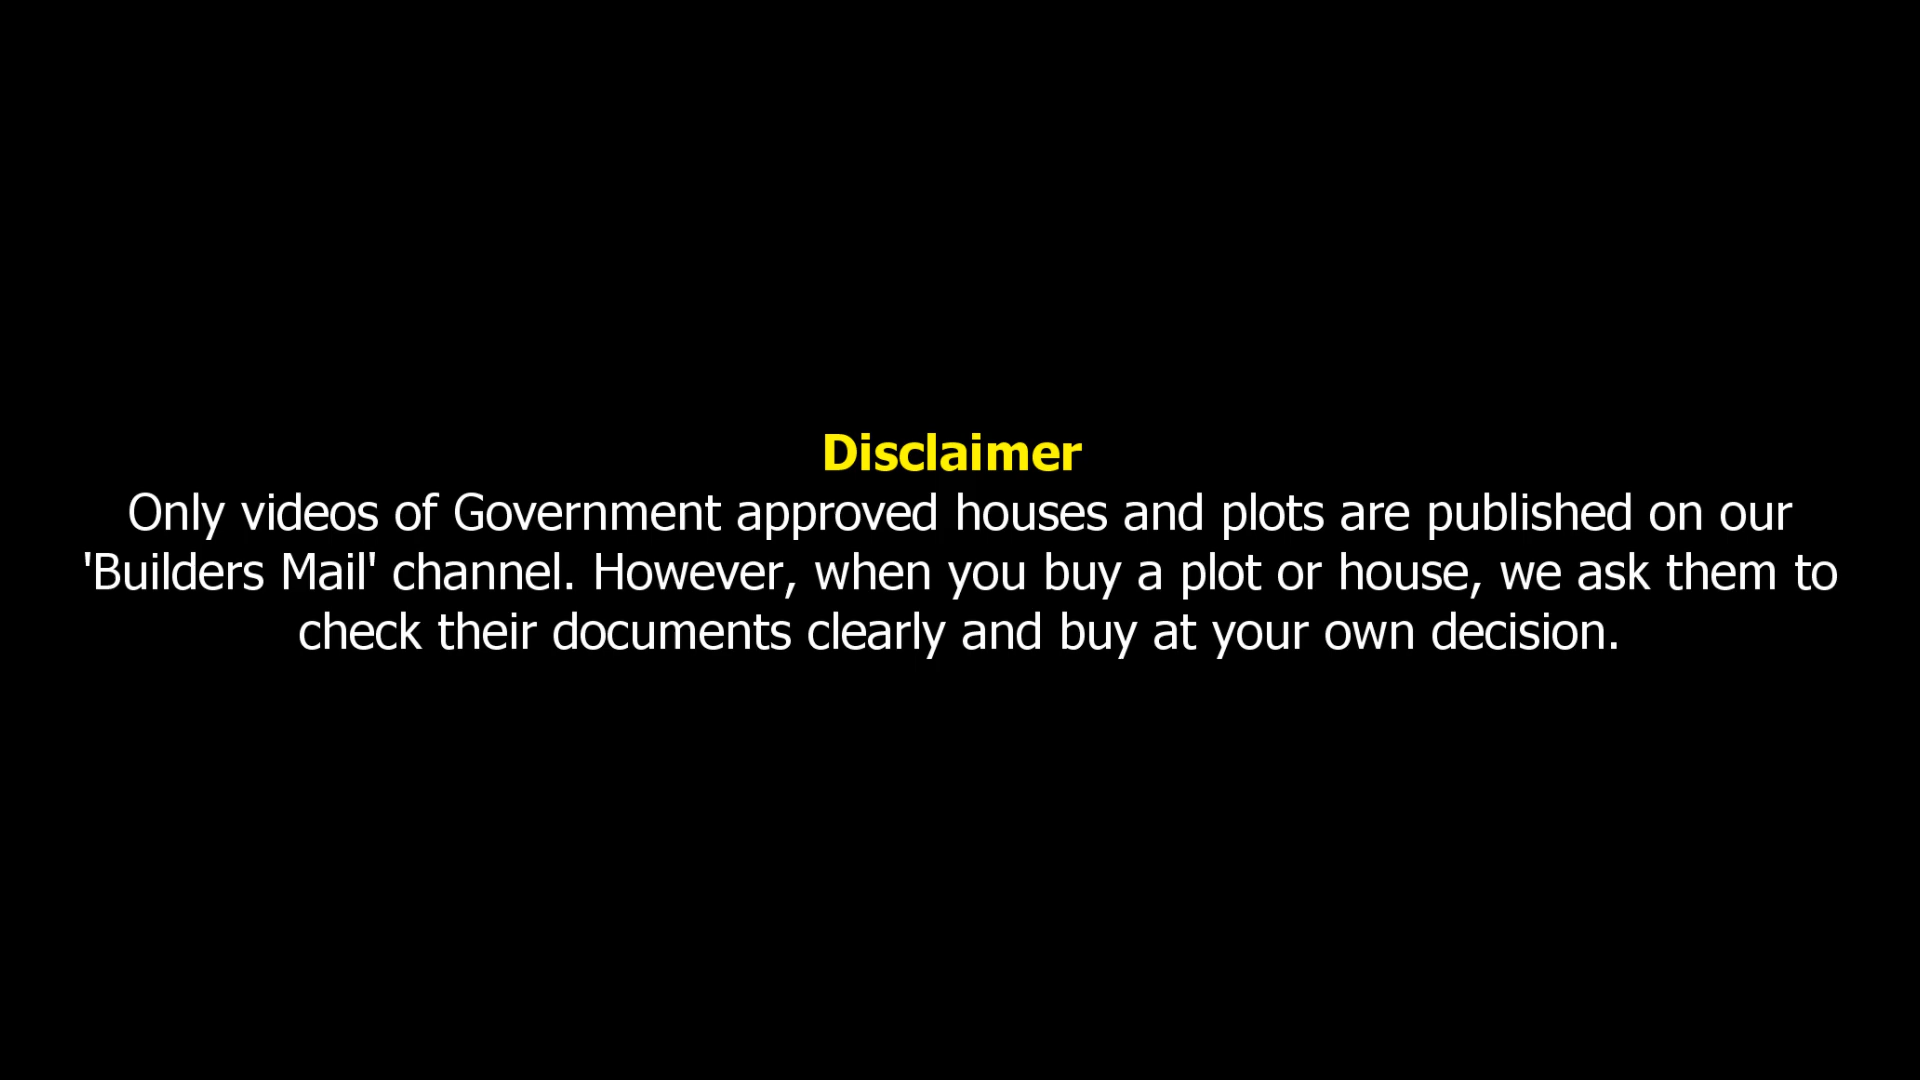 Disclaimer
Only videos of Government approved houses and plots are published on our
'Builders Mail' channel. However, when you buy a plot or house, we ask them to
check their documents clearly and buy at your own decision.